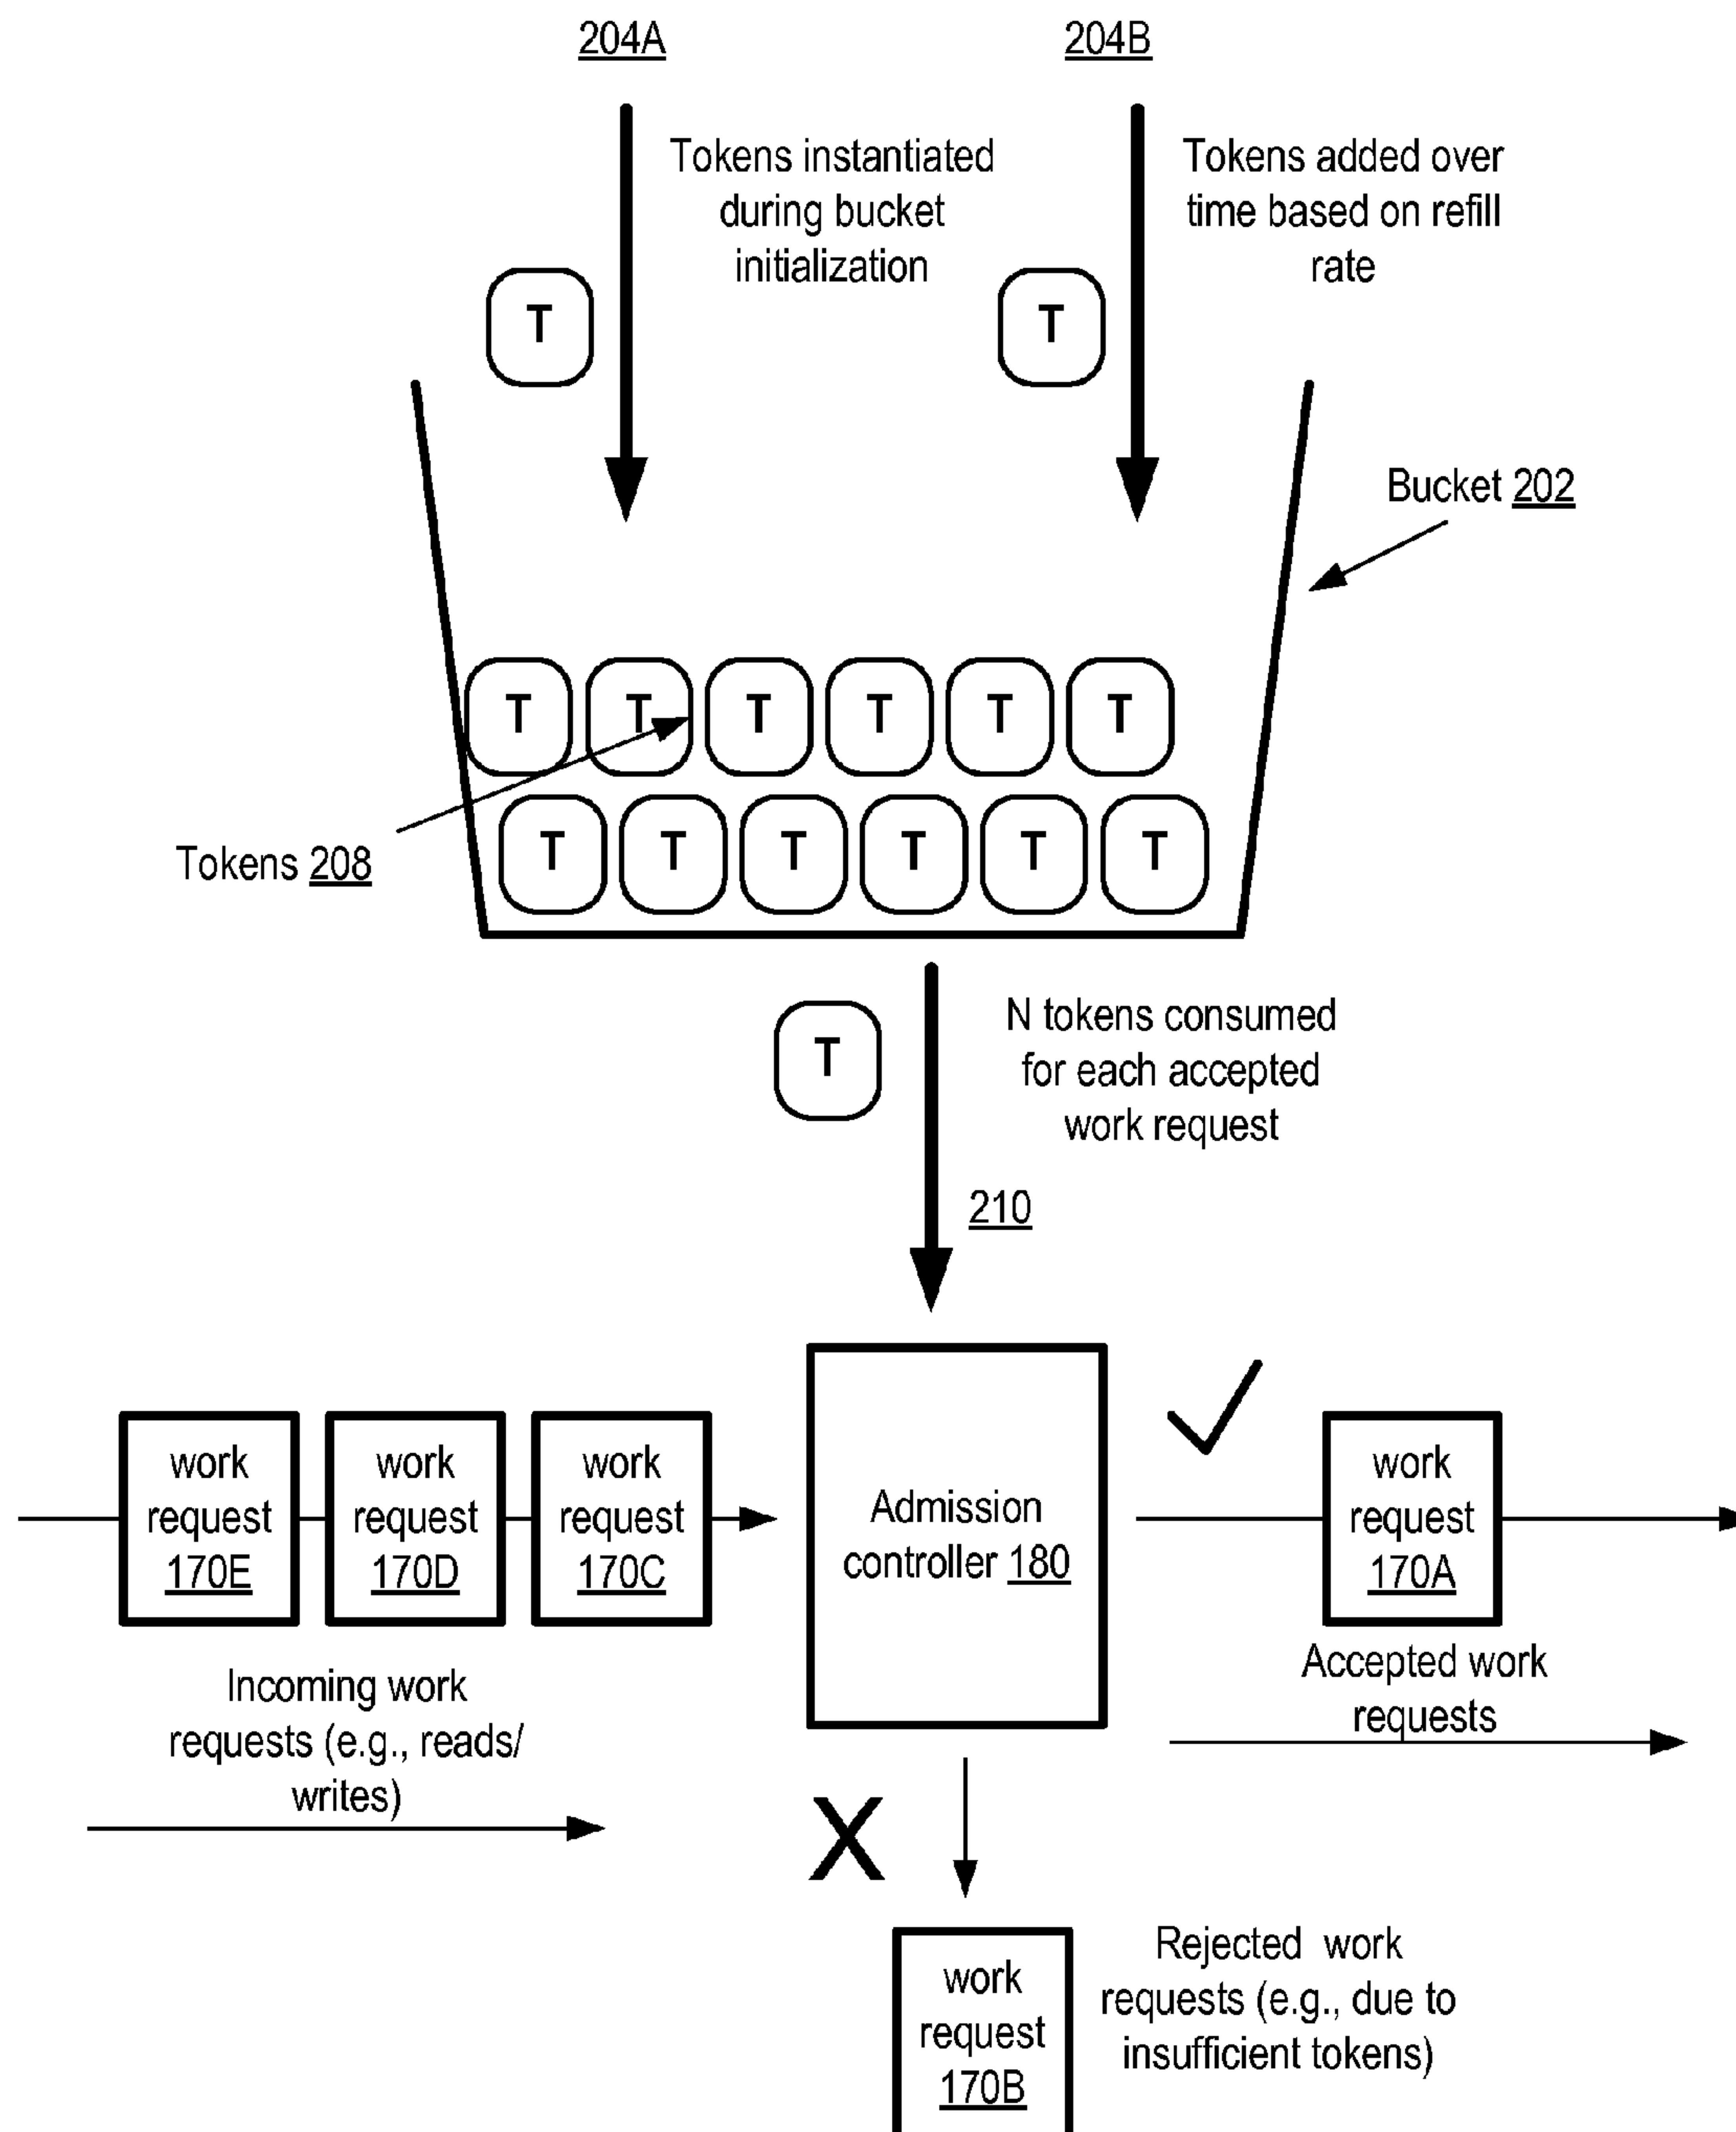 204A
204B
Tokens instantiated
during bucket
initialization
Tokens added over
time based on refill
rate
T
T
Bucket 202
T T T T T T
T T T T T T
Tokens 208
T
N tokens consumed
for each accepted
work request
210
work
request
170E
work
request
170D
work
request
170C
Admission
controller 180
work
request
170A
Incoming work
requests (e.g., reads/
writes)
Accepted work
requests
X
work
request
170B
Rejected work
requests (e.g., due to
insufficient tokens)